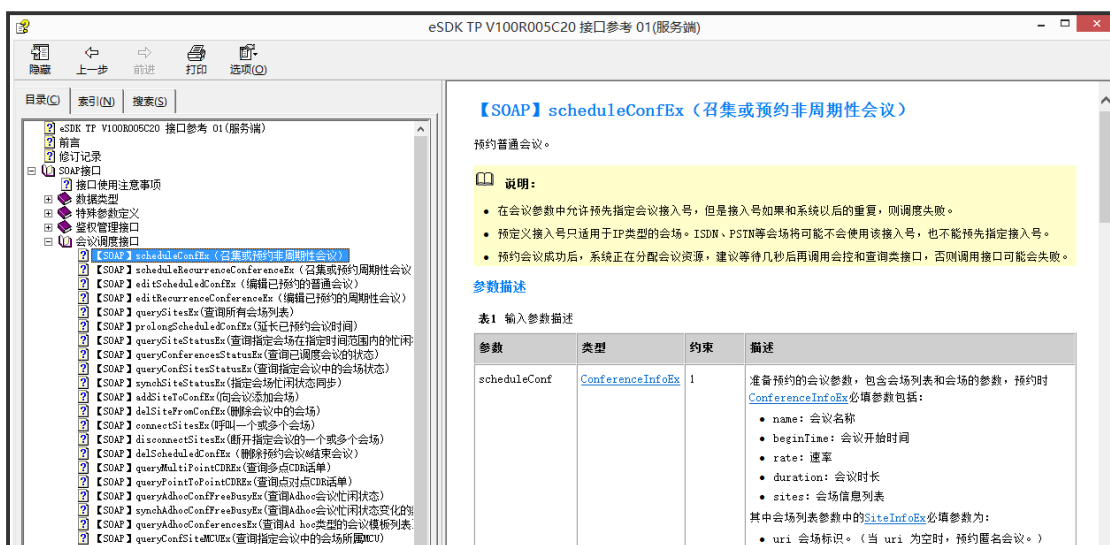 eSDK TP V100R005C20 接口参考 01(服务端)
隐藏 上一步 前进 打印 选项(O)
目录(C) 索引(N) 搜索(S)
eSDK TP V100R005C20 接口参考 01(服务端)
前言
修订记录
SOAP接口
接口使用注意事项
数据类型
特殊参数定义
鉴权管理接口
会议调度接口
【SOAP】scheduleConfEx（召集或预约非周期性会议）
【SOAP】scheduleRecurrenceConferenceEx（召集或预约周期性会议
【SOAP】editScheduledConfEx（编辑已预约的普通会议）
【SOAP】editRecurrenceConferenceEx（编辑已预约的周期性会议）
【SOAP】querySitesEx(查询所有会场列表)
【SOAP】prolongScheduledConfEx(延长已预约会议时间)
【SOAP】querySiteStatusEx(查询指定会场在指定时间范围内的忙闲
【SOAP】queryConferencesStatusEx(查询已调度会议的状态)
【SOAP】queryConfSitesStatusEx(查询指定会议中的会场状态)
【SOAP】synchSiteStatusEx(指定会场忙闲状态同步)
【SOAP】addSiteToConfEx(向会议添加会场)
【SOAP】delSiteFromConfEx(删除会议中的会场)
【SOAP】connectSitesEx(呼叫一个或多个会场)
【SOAP】disconnectSitesEx(断开指定会议的一个或多个会场)
【SOAP】delScheduledConfEx（删除预约会议&结束会议）
【SOAP】queryMultiPointCDREx(查询多点CDR话单)
【SOAP】queryPointToPointCDREx(查询点对点CDR话单)
【SOAP】queryAdhocConfFreeBusyEx(查询Adhoc会议忙闲状态)
【SOAP】synchAdhocConfFreeBusyEx(查询Adhoc会议忙闲状态变化的
【SOAP】queryAdhocConferencesEx(查询Ad hoc类型的会议模板列表
【SOAP】queryConfSiteMCUEx(查询指定会议中的会场所属MCU)
【SOAP】scheduleConfEx（召集或预约非周期性会议）
预约普通会议。
说明：
• 在会议参数中允许预先指定会议接入号，但是接入号如果和系统以后的重复，则调度失败。
• 预定义接入号只适用于IP类型的会场。ISDN、PSTN等会场将可能不会使用该接入号，也不能预先指定接入号。
• 预约会议成功后，系统正在分配会议资源，建议等待几秒后再调用会控和查询类接口，否则调用接口可能会失败。
参数描述
表1 输入参数描述
参数 类型 约束 描述
scheduleConf ConferenceInfoEx 1 准备预约的会议参数，包含会场列表和会场的参数，预约时
ConferenceInfoEx必填参数包括：
• name：会议名称
• beginTime：会议开始时间
• rate：速率
• duration：会议时长
• sites：会场信息列表
其中会场列表参数中的SiteInfoEx必填参数为：
• uri 会场标识。（当 uri 为空时，预约匿名会议。）